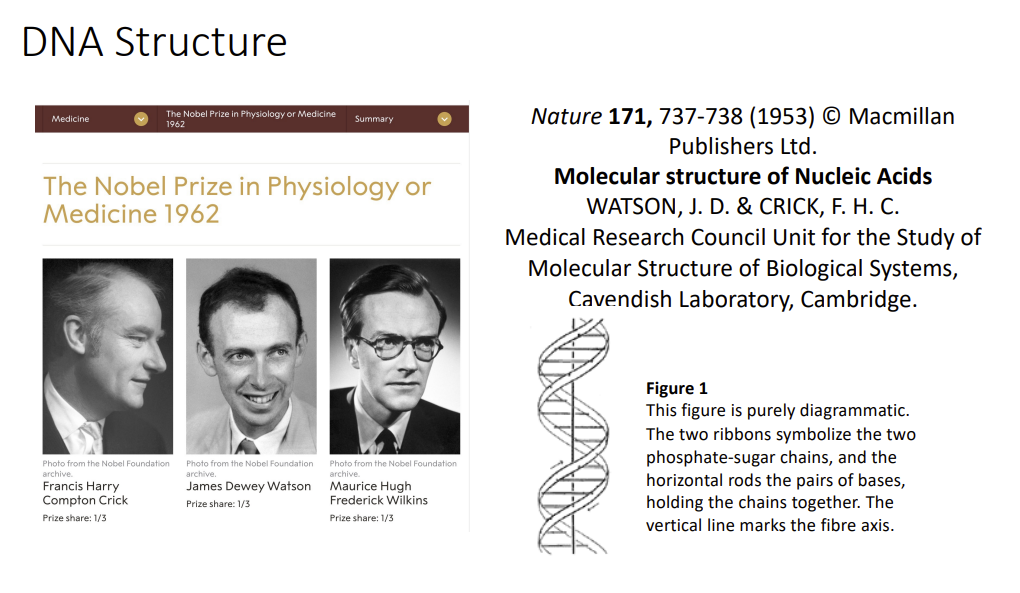 DNA Structure
Medicine
The Nobel Prize in Physiology or Medicine
1962
Summary
The Nobel Prize in Physiology or
Medicine 1962
Photo from the Nobel Foundation
archive.
Francis Harry
Compton Crick
Prize share: 1/3
Photo from the Nobel Foundation
archive.
James Dewey Watson
Prize share: 1/3
Photo from the Nobel Foundation
archive.
Maurice Hugh
Frederick Wilkins
Prize share: 1/3
Nature 171, 737-738 (1953) © Macmillan
Publishers Ltd.
Molecular structure of Nucleic Acids
WATSON, J. D. & CRICK, F. H. C.
Medical Research Council Unit for the Study of
Molecular Structure of Biological Systems,
Cavendish Laboratory, Cambridge.
Figure 1
This figure is purely diagrammatic.
The two ribbons symbolize the two
phosphate-sugar chains, and the
horizontal rods the pairs of bases,
holding the chains together. The
vertical line marks the fibre axis.